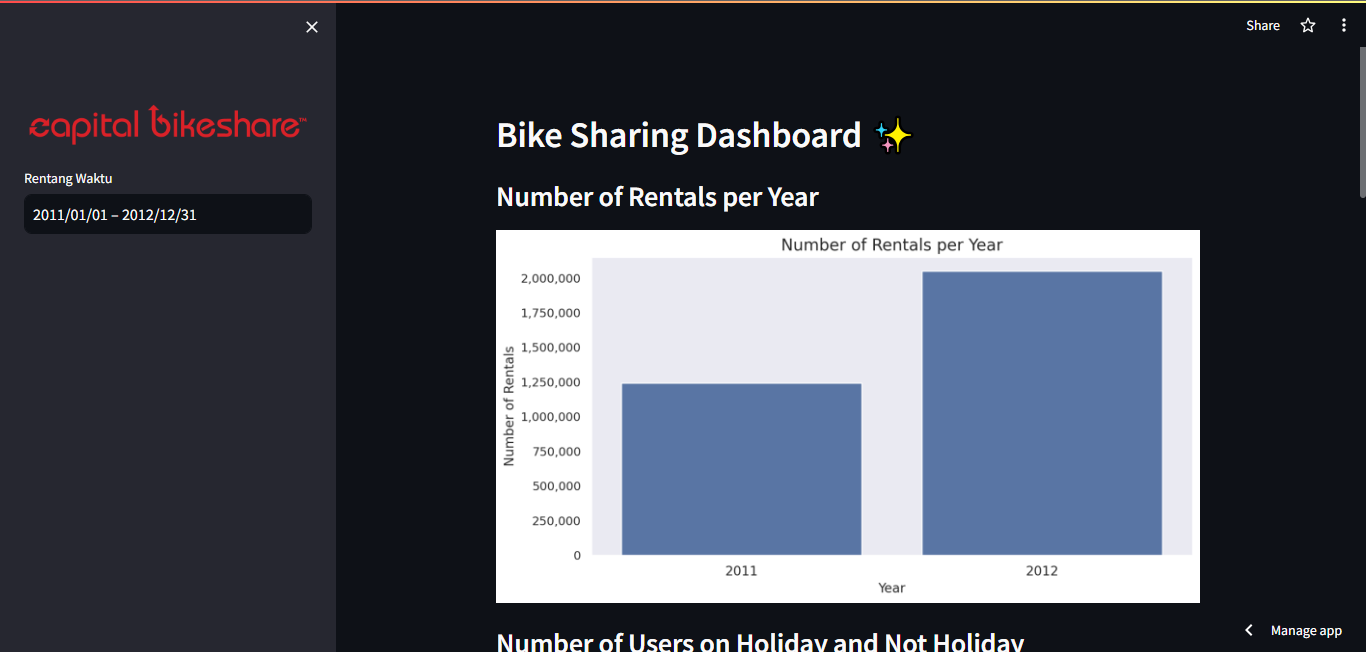 Share
capital bikeshare™
Rentang Waktu
2011/01/01 – 2012/12/31
Bike Sharing Dashboard ✨
Number of Rentals per Year
Number of Rentals per Year
Number of Rentals
2,000,000
1,750,000
1,500,000
1,250,000
1,000,000
750,000
500,000
250,000
0
2011
2012
Year
Number of Users on Holiday and Not Holiday
Manage app